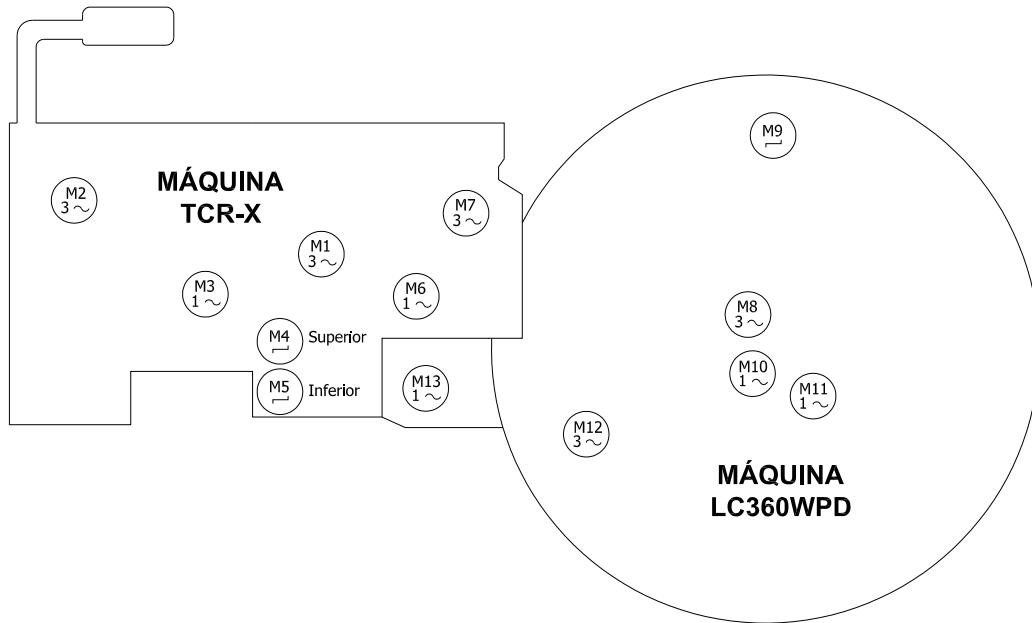 M9
M2
3 ~
MÁQUINA
TCR-X
M7
3 ~
M1
3 ~
M3
1 ~
M6
1 ~
M4
Superior
M5
Inferior
M13
1 ~
M8
3 ~
M10
1 ~
M11
1 ~
M12
3 ~
MÁQUINA
LC360WPD